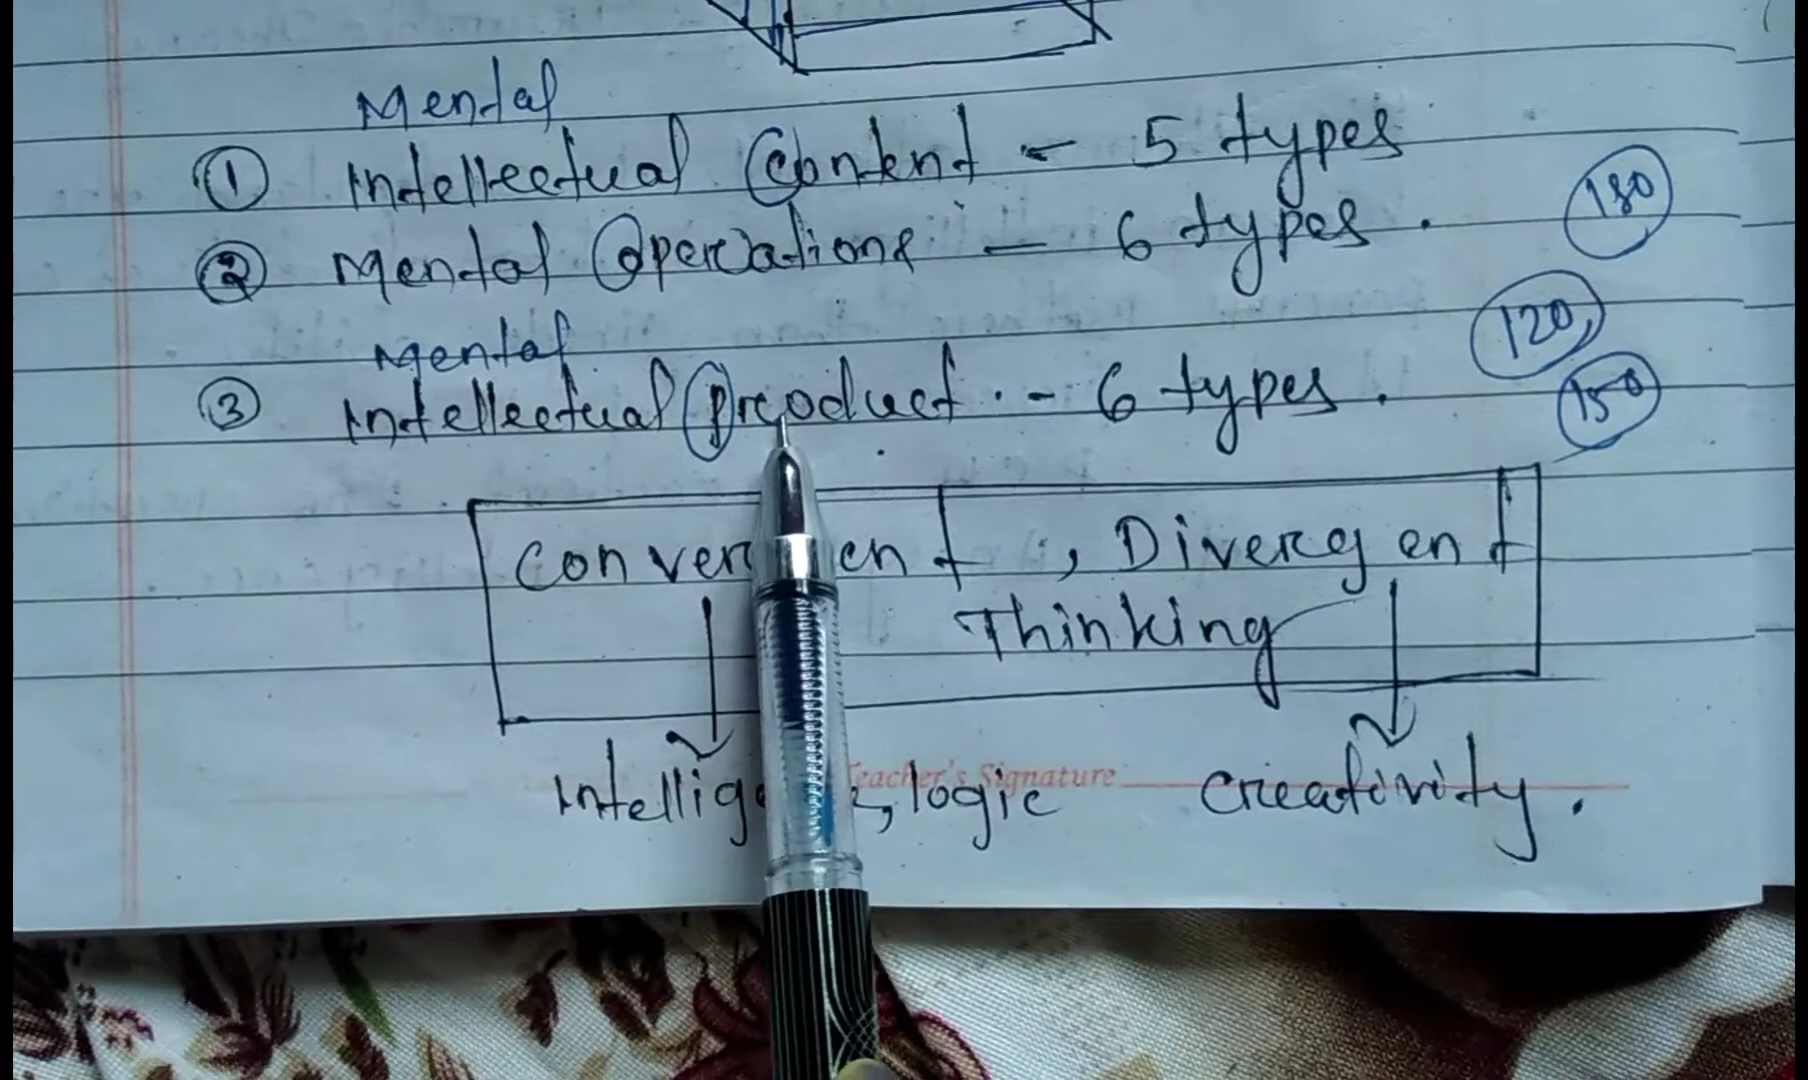 Mental
① Intellectual Content - 5 types
180
② Mental Operations - 6 types.
120,
Mental
③ Intellectual Product. - 6 types.
150
Convergent, Divergent
Thinking
Teacher's Signature
logic creativity.